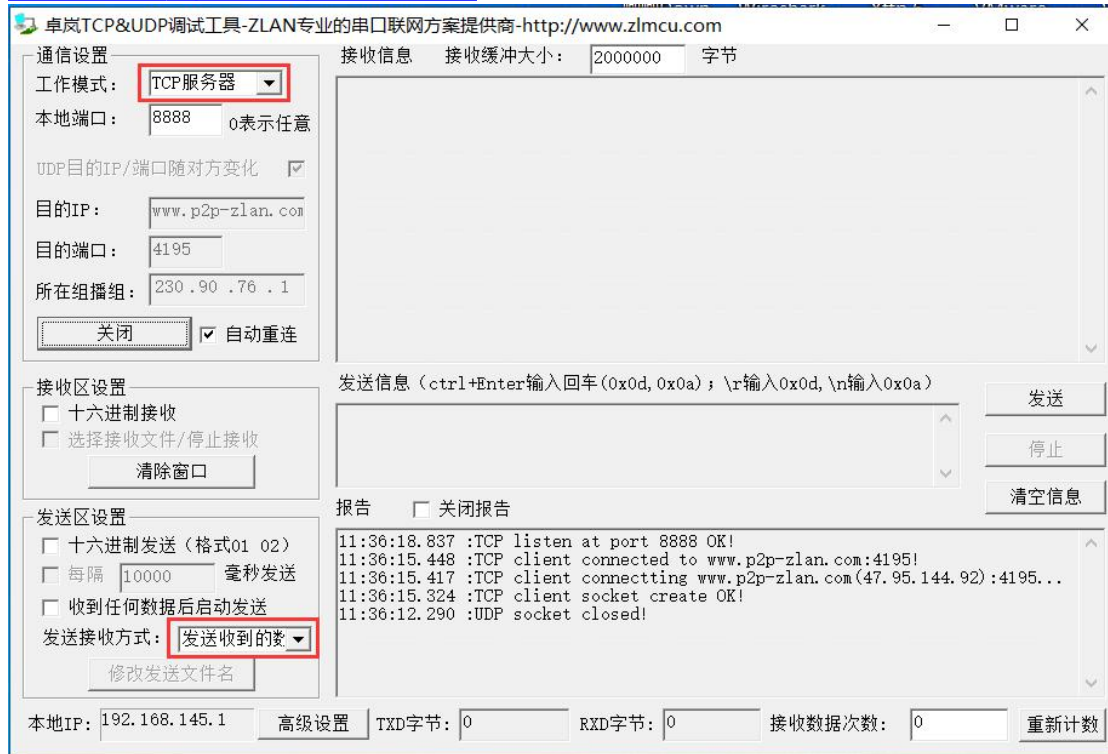 卓岚TCP&UDP调试工具-ZLAN专业的串口联网方案提供商-http://www.zlmcu.com
通信设置
工作模式： TCP服务器
本地端口： 8888 0表示任意
UDP目的IP/端口随对方变化
目的IP： www.p2p-zlan.com
目的端口： 4195
所在组播组： 230 .90 .76 . 1
关闭 自动重连
接收区设置
十六进制接收
选择接收文件/停止接收
清除窗口
发送区设置
十六进制发送（格式01 02）
每隔 10000 毫秒发送
收到任何数据后启动发送
发送接收方式： 发送收到的数
修改发送文件名
接收信息 接收缓冲大小： 2000000 字节
发送信息（ctrl+Enter输入回车(0x0d,0x0a)；\r输入0x0d,\n输入0x0a）
发送
停止
清空信息
报告 关闭报告
11:36:18.837 :TCP listen at port 8888 OK!
11:36:15.448 :TCP client connected to www.p2p-zlan.com:4195!
11:36:15.417 :TCP client connectting www.p2p-zlan.com(47.95.144.92):4195...
11:36:15.324 :TCP client socket create OK!
11:36:12.290 :UDP socket closed!
本地IP: 192.168.145.1 高级设置 TXD字节: 0 RXD字节: 0 接收数据次数: 0 重新计数